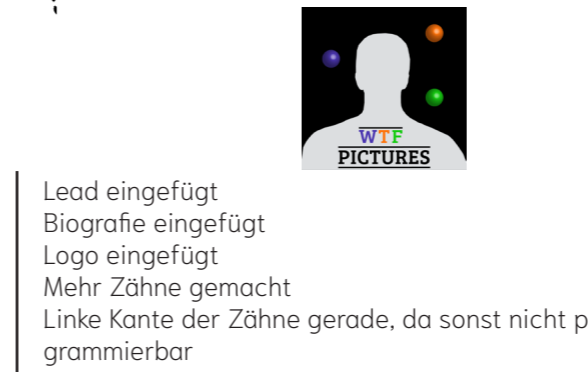 WTF
PICTURES
Lead eingefügt
Biografie eingefügt
Logo eingefügt
Mehr Zähne gemacht
Linke Kante der Zähne gerade, da sonst nicht p
grammierbar